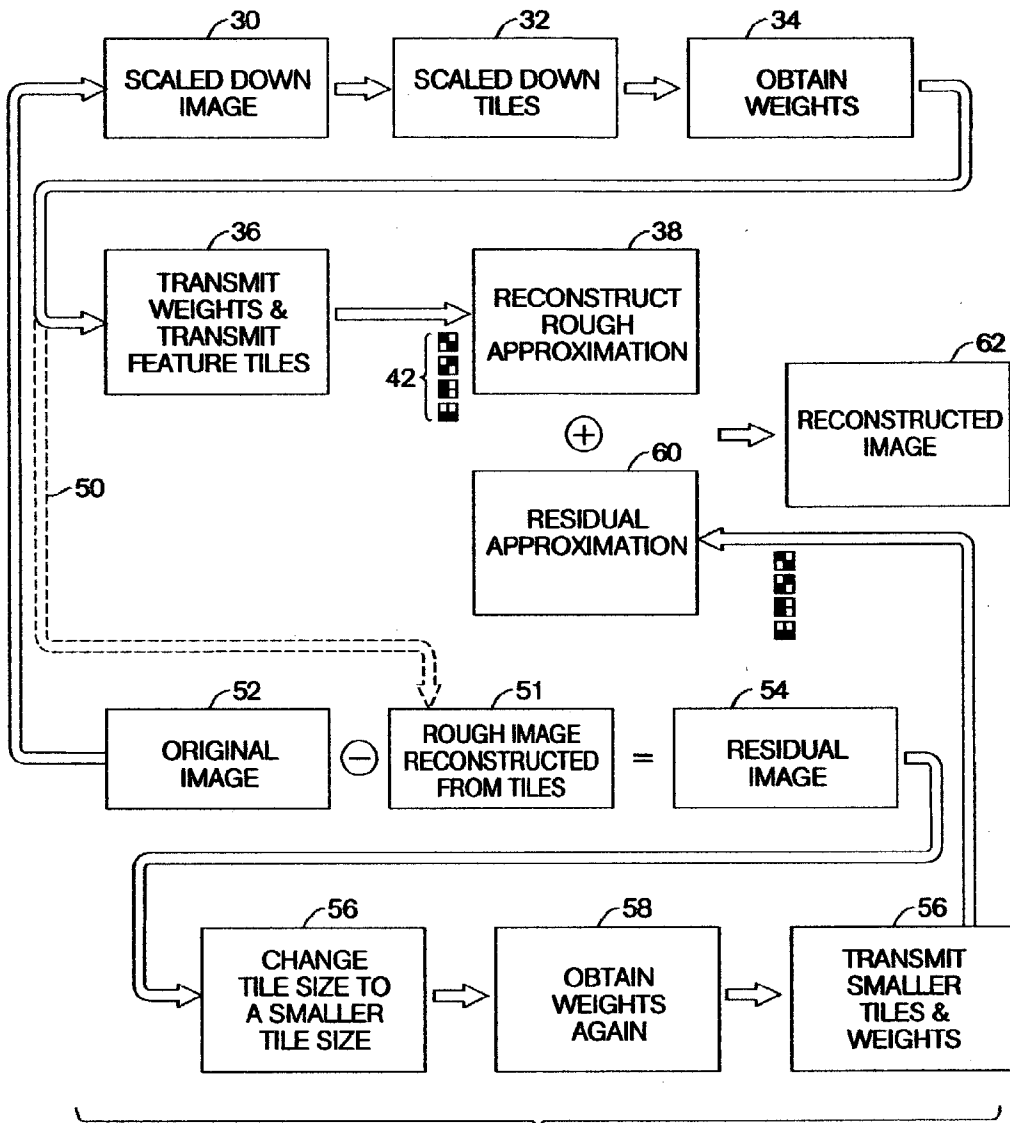 30
SCALED DOWN
IMAGE
32
SCALED DOWN
TILES
34
OBTAIN
WEIGHTS
36
TRANSMIT
WEIGHTS &
TRANSMIT
FEATURE TILES
42
38
RECONSTRUCT
ROUGH
APPROXIMATION
+
62
RECONSTRUCTED
IMAGE
60
RESIDUAL
APPROXIMATION
50
52
ORIGINAL
IMAGE
−
51
ROUGH IMAGE
RECONSTRUCTED
FROM TILES
=
54
RESIDUAL
IMAGE
56
CHANGE
TILE SIZE TO
A SMALLER
TILE SIZE
58
OBTAIN
WEIGHTS
AGAIN
56
TRANSMIT
SMALLER
TILES &
WEIGHTS